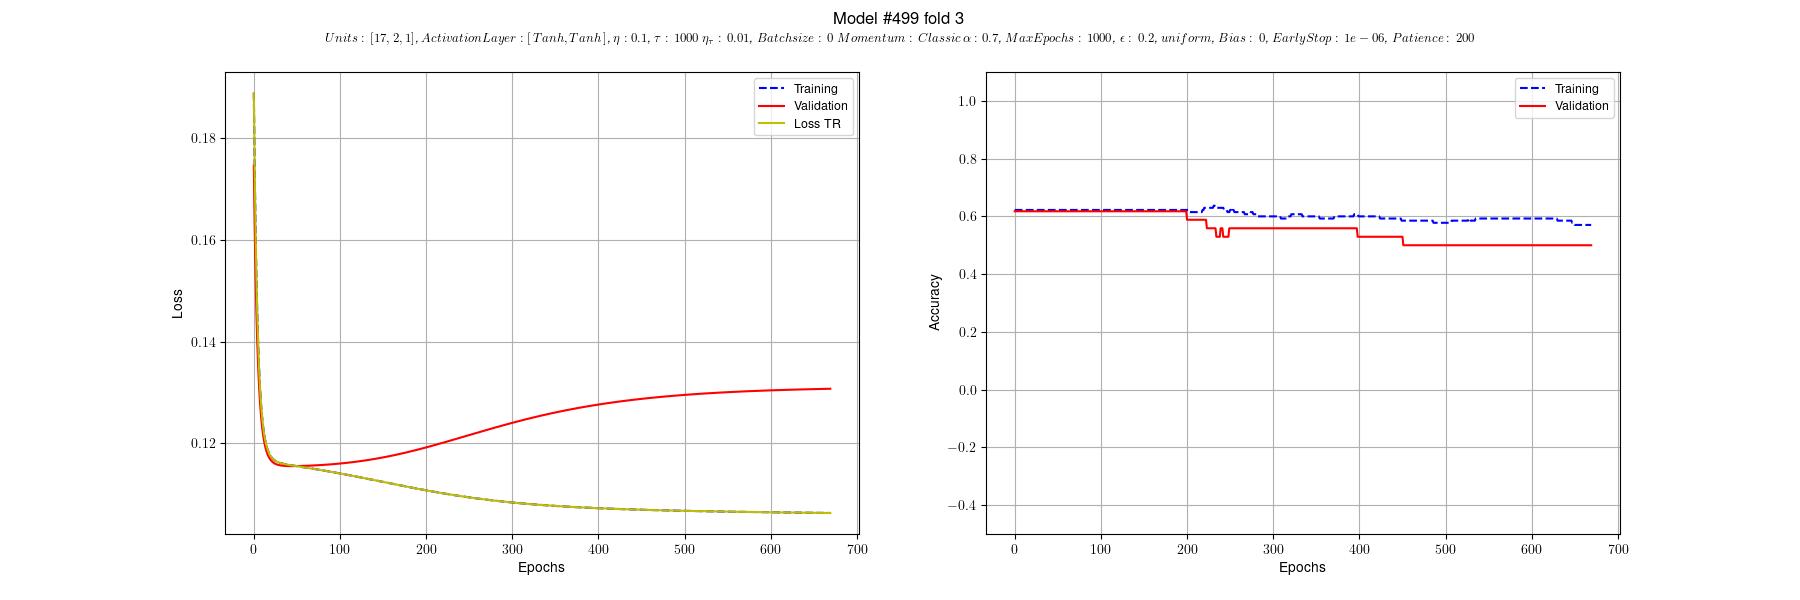 Model #499 fold 3
Units : [17, 2, 1], ActivationLayer : [Tanh, Tanh], η : 0.1, τ : 1000 η_τ : 0.01, Batchsize : 0 Momentum : Classic α : 0.7, MaxEpochs : 1000, ϵ : 0.2, uniform, Bias : 0, EarlyStop : 1e − 06, Patience : 200
Training
Validation
Loss TR
0.18
0.16
0.14
0.12
Loss
0 100 200 300 400 500 600 700
Epochs
Training
Validation
1.0
0.8
0.6
0.4
0.2
0.0
−0.2
−0.4
Accuracy
0 100 200 300 400 500 600 700
Epochs